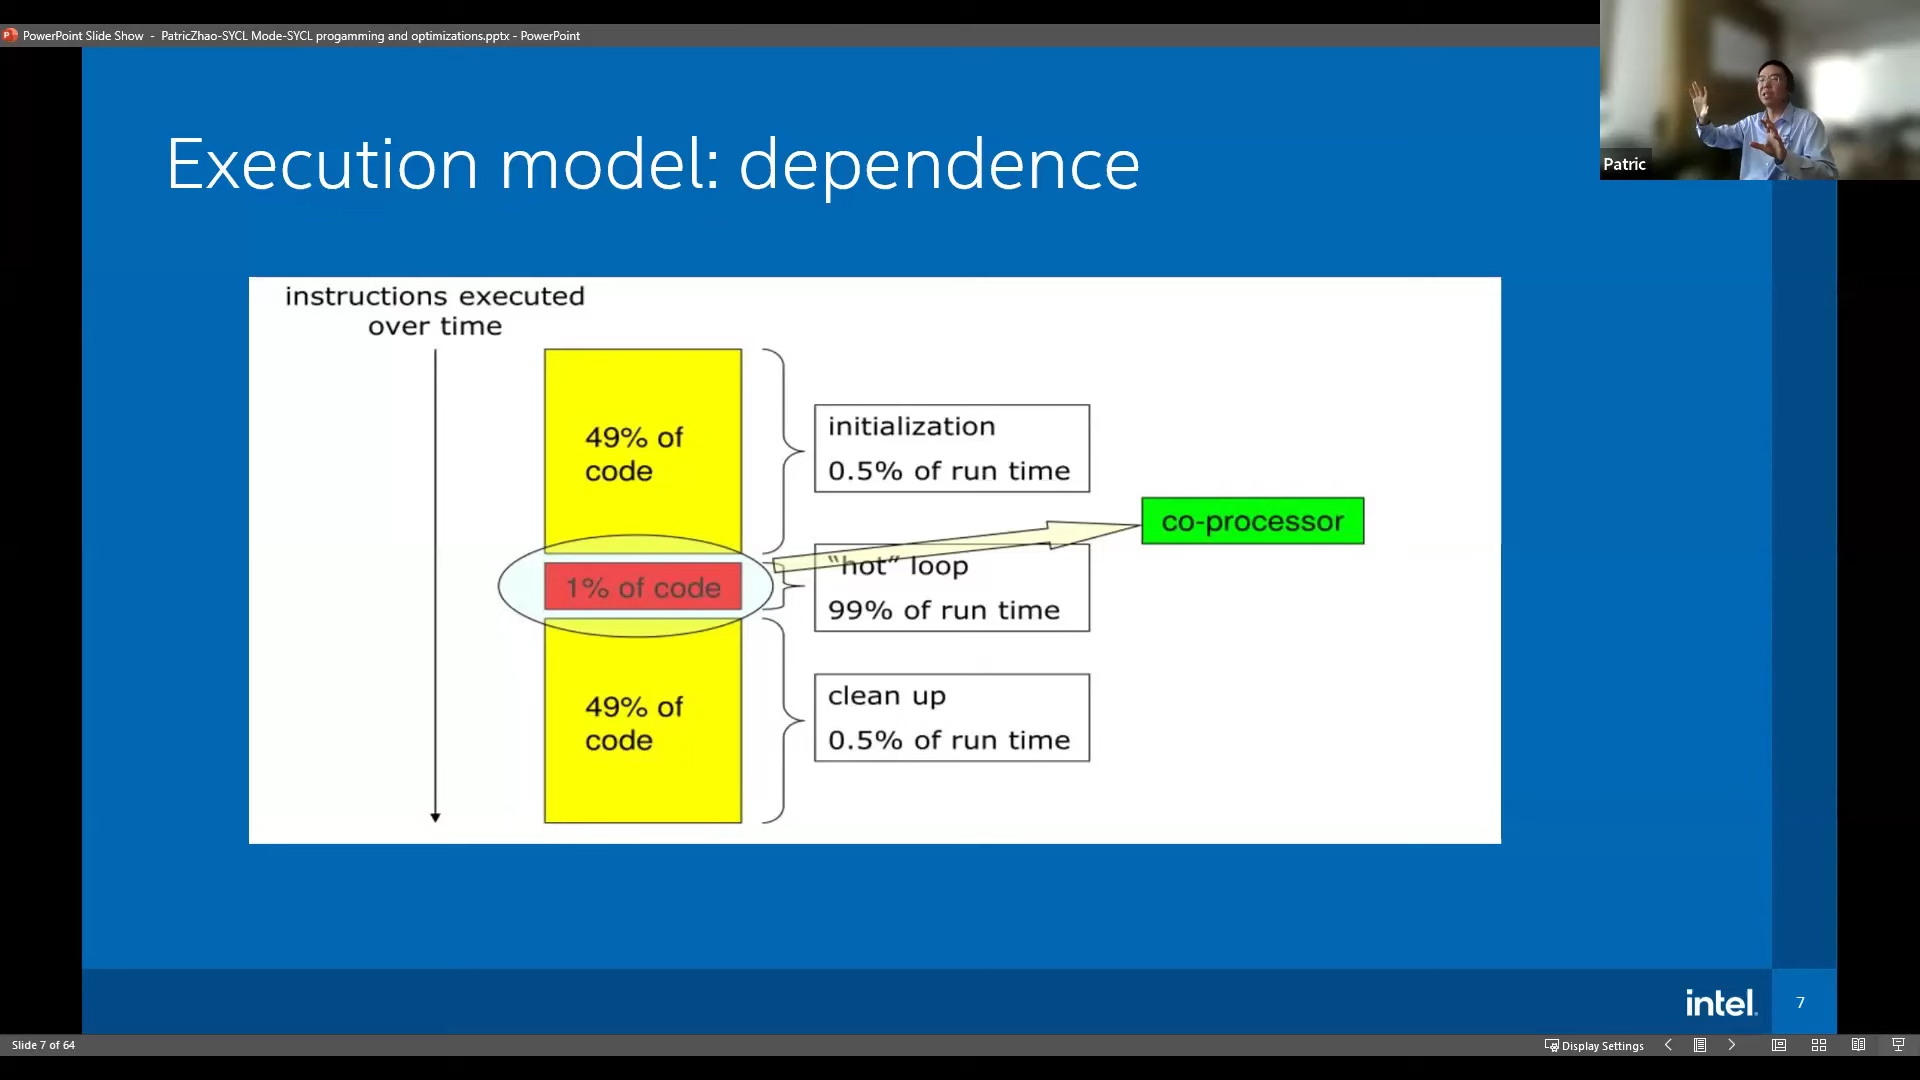 PowerPoint Slide Show - PatricZhao-SYCL Mode-SYCL progamming and optimizations.pptx - PowerPoint
Patric
Execution model: dependence
instructions executed
over time
49% of
code
initialization
0.5% of run time
co-processor
1% of code
"hot" loop
99% of run time
49% of
code
clean up
0.5% of run time
intel.
7
Slide 7 of 64
Display Settings